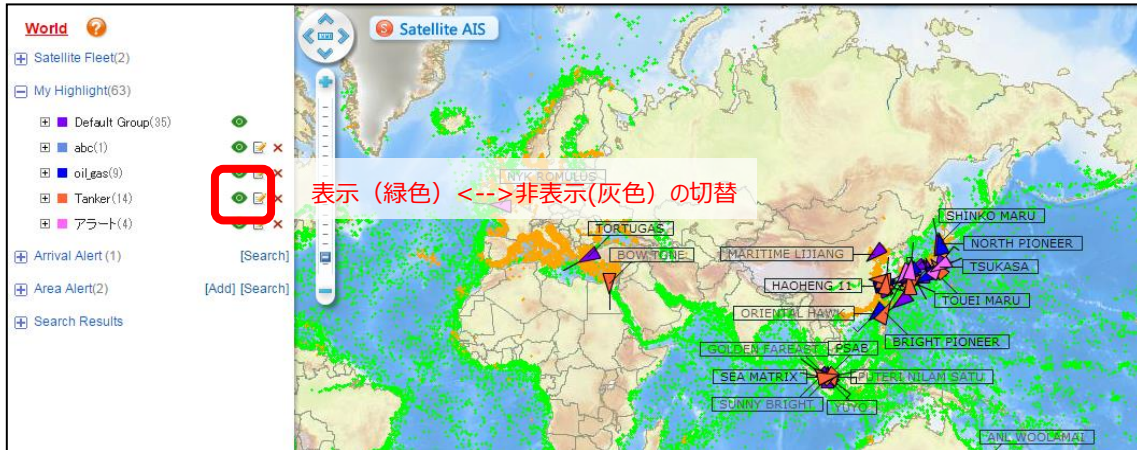 World
Satellite AIS
Satellite Fleet(2)
My Highlight(63)
Default Group(35)
abc(1)
oil_gas(9)
Tanker(14)
アラート(4)
Arrival Alert (1) [Search]
Area Alert(2) [Add] [Search]
Search Results
表示（緑色）<-->非表示(灰色）の切替
NYK ROMULUS
TORTUGAS
BOW TONE
SHINKO MARU
NORTH PIONEER
MARITIME LIJIANG
TSUKASA
HAOHENG 11
TOUEI MARU
ORIENTAL HAWK
BRIGHT PIONEER
GOLDEN FAREAST
PSAB
SEA MATRIX
PUTERI NILAM SATU
SUNNY BRIGHT
YUYO
ANL WOOLAMAI